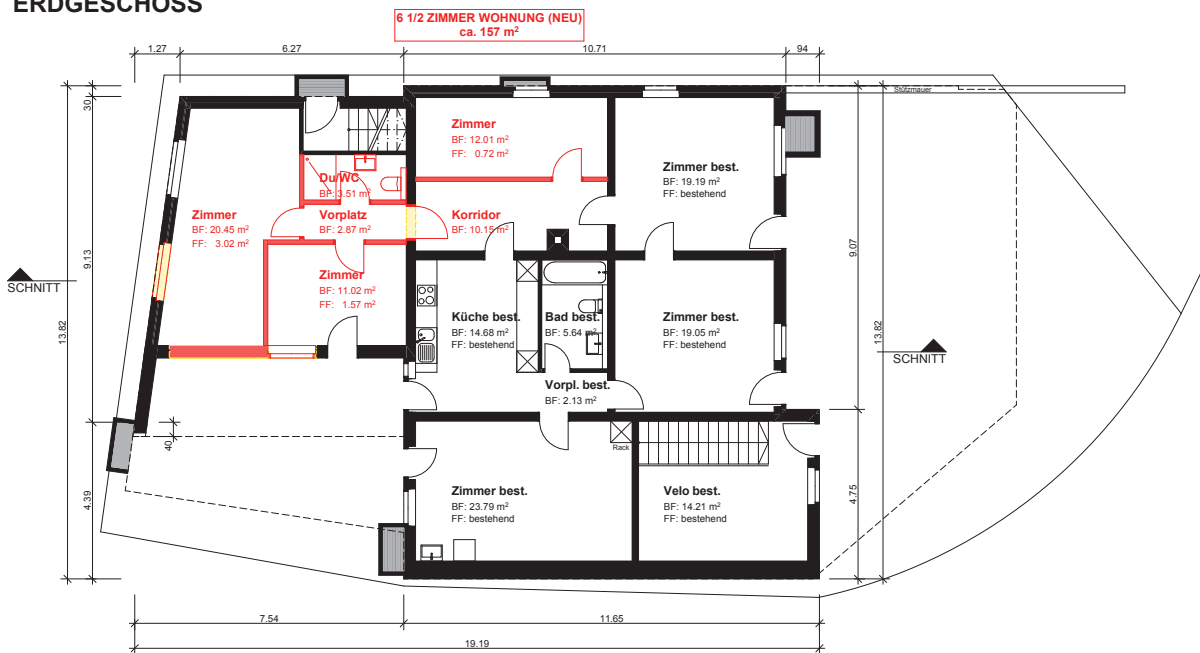 ERDGESCHOSS
6 1/2 ZIMMER WOHNUNG (NEU)
ca. 157 m²
1.27
6.27
10.71
94
30
9.13
13.82
40
4.39
Stützmauer
9.07
13.82
4.75
Zimmer
BF: 12.01 m²
FF: 0.72 m²
Zimmer best.
BF: 19.19 m²
FF: bestehend
Du/WC
BF: 3.51 m²
Zimmer
BF: 20.45 m²
FF: 3.02 m²
Vorplatz
BF: 2.87 m²
Korridor
BF: 10.15 m²
Zimmer
BF: 11.02 m²
FF: 1.57 m²
SCHNITT
Küche best.
BF: 14.68 m²
FF: bestehend
Bad best.
BF: 5.64 m²
FF: bestehend
Zimmer best.
BF: 19.05 m²
FF: bestehend
SCHNITT
Vorpl. best.
BF: 2.13 m²
Rack
Zimmer best.
BF: 23.79 m²
FF: bestehend
Velo best.
BF: 14.21 m²
FF: bestehend
7.54
11.65
19.19